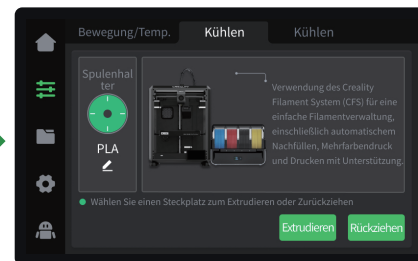 Bewegung/Temp. Kühlen Kühlen
Spulenhal
ter
PLA
Verwendung des Creality
Filament System (CFS) für eine
einfache Filamentverwaltung,
einschließlich automatischem
Nachfüllen, Mehrfarbendruck
und Drucken mit Unterstützung.
Wählen Sie einen Steckplatz zum Extrudieren oder Zurückziehen
Extrudieren Rückziehen